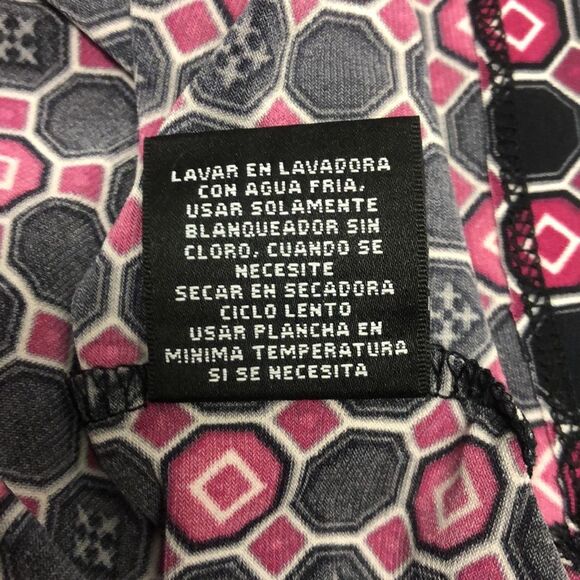 LAVAR EN LAVADORA
CON AGUA FRIA,
USAR SOLAMENTE
BLANQUEADOR SIN
CLORO, CUANDO SE
NECESITE
SECAR EN SECADORA
CICLO LENTO
USAR PLANCHA EN
MINIMA TEMPERATURA
SI SE NECESITA